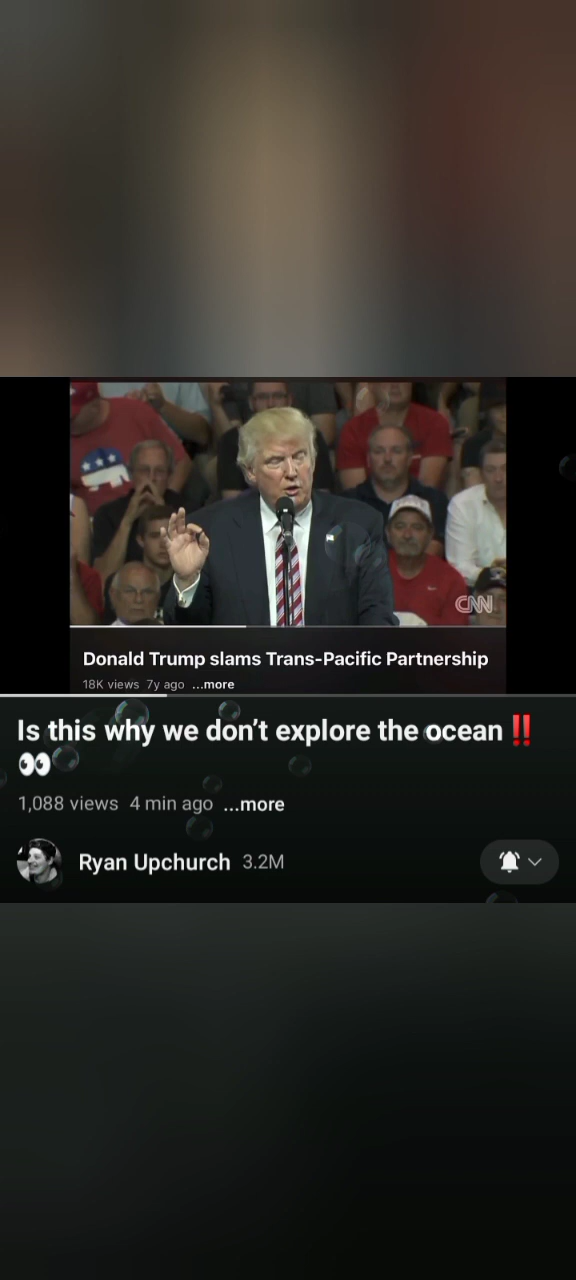 CNN
Donald Trump slams Trans-Pacific Partnership
18K views 7y ago ...more
Is this why we don’t explore the ocean ‼️
👀
1,088 views 4 min ago ...more
Ryan Upchurch 3.2M